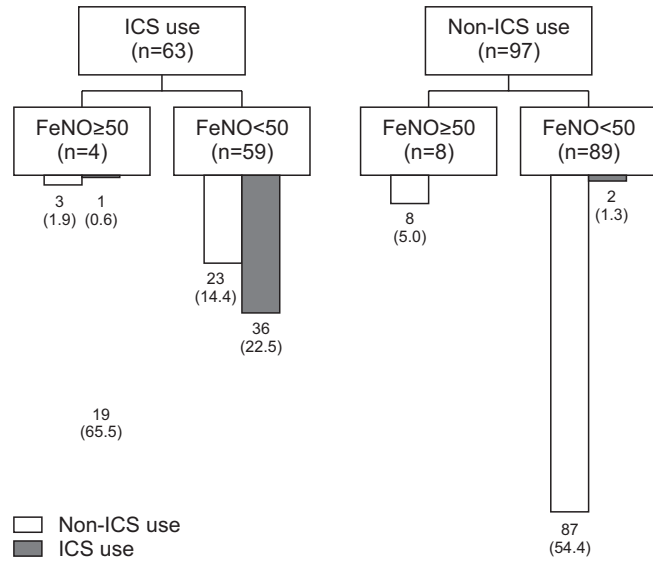 ICS use
(n=63)
Non-ICS use
(n=97)
FeNO≥50
(n=4)
FeNO<50
(n=59)
FeNO≥50
(n=8)
FeNO<50
(n=89)
3
(1.9)
1
(0.6)
23
(14.4)
36
(22.5)
8
(5.0)
2
(1.3)
19
(65.5)
87
(54.4)
Non-ICS use
ICS use